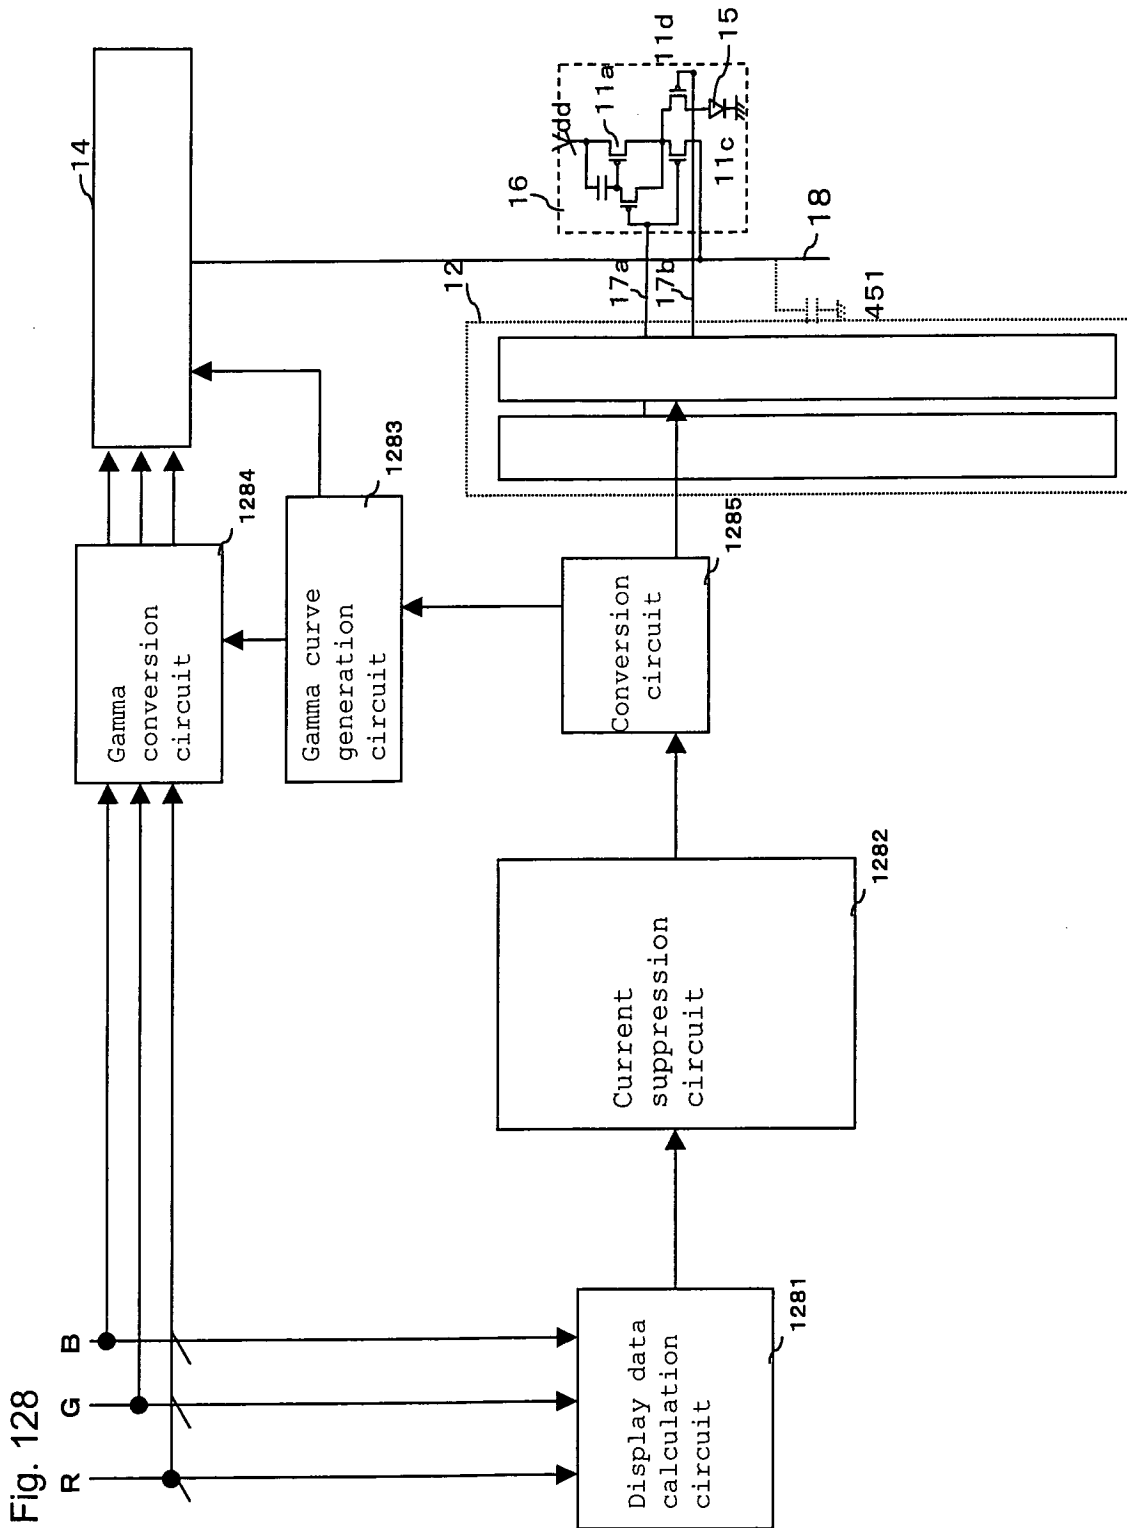 Fig. 128
R
G
B
Display data
calculation
circuit
1281
Current
suppression
circuit
1282
Conversion
circuit
1285
Gamma curve
generation
circuit
1283
Gamma
conversion
circuit
1284
14
12
17a
17b
451
18
16
Vdd
11a
11c
11d
15